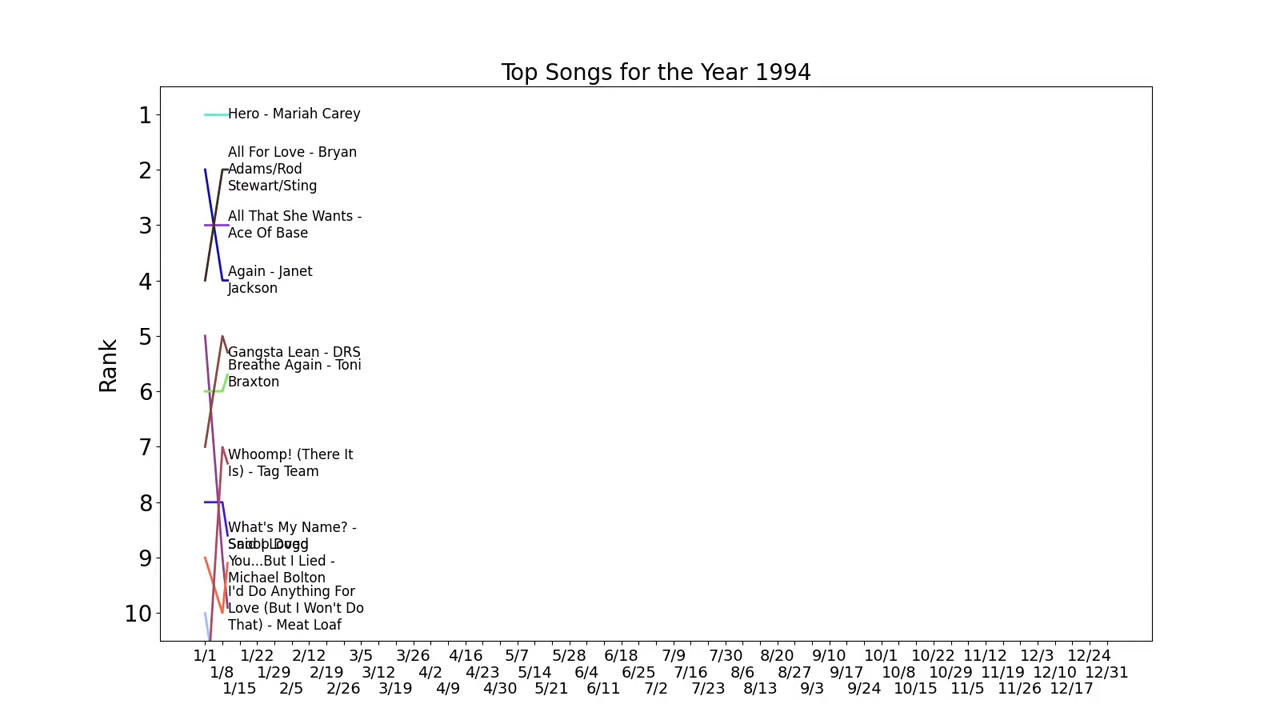 Top Songs for the Year 1994
Rank
1
2
3
4
5
6
7
8
9
10
Hero - Mariah Carey
All For Love - Bryan
Adams/Rod
Stewart/Sting
All That She Wants -
Ace Of Base
Again - Janet
Jackson
Gangsta Lean - DRS
Breathe Again - Toni
Braxton
Whoomp! (There It
Is) - Tag Team
What's My Name? -
Snoop Dogg
Said I Loved
You...But I Lied -
Michael Bolton
I'd Do Anything For
Love (But I Won't Do
That) - Meat Loaf
1/1 1/22 2/12 3/5 3/26 4/16 5/7 5/28 6/18 7/9 7/30 8/20 9/10 10/1 10/22 11/12 12/3 12/24
1/8 1/29 2/19 3/12 4/2 4/23 5/14 6/4 6/25 7/16 8/6 8/27 9/17 10/8 10/29 11/19 12/10 12/31
1/15 2/5 2/26 3/19 4/9 4/30 5/21 6/11 7/2 7/23 8/13 9/3 9/24 10/15 11/5 11/26 12/17